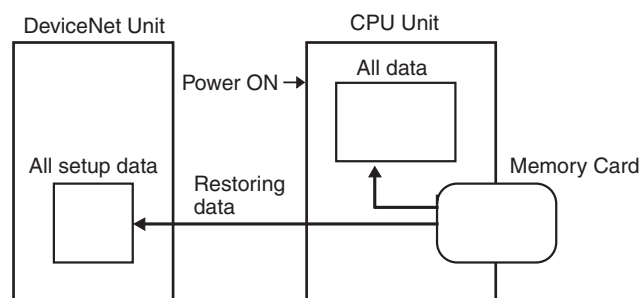 DeviceNet Unit
CPU Unit
Power ON
All data
All setup data
Restoring
data
Memory Card